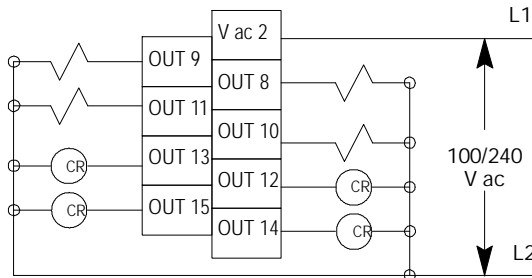 L1
V ac 2
OUT 9
OUT 8
OUT 11
OUT 10
OUT 13
CR
OUT 12
CR
OUT 15
CR
OUT 14
CR
100/240
V ac
L2